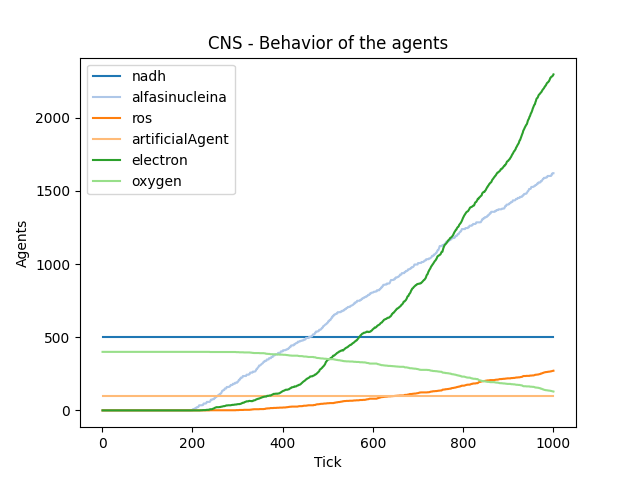 CNS - Behavior of the agents
nadh
alfasinucleina
ros
artificialAgent
electron
oxygen
2000
1500
1000
500
0
Agents
0 200 400 600 800 1000
Tick